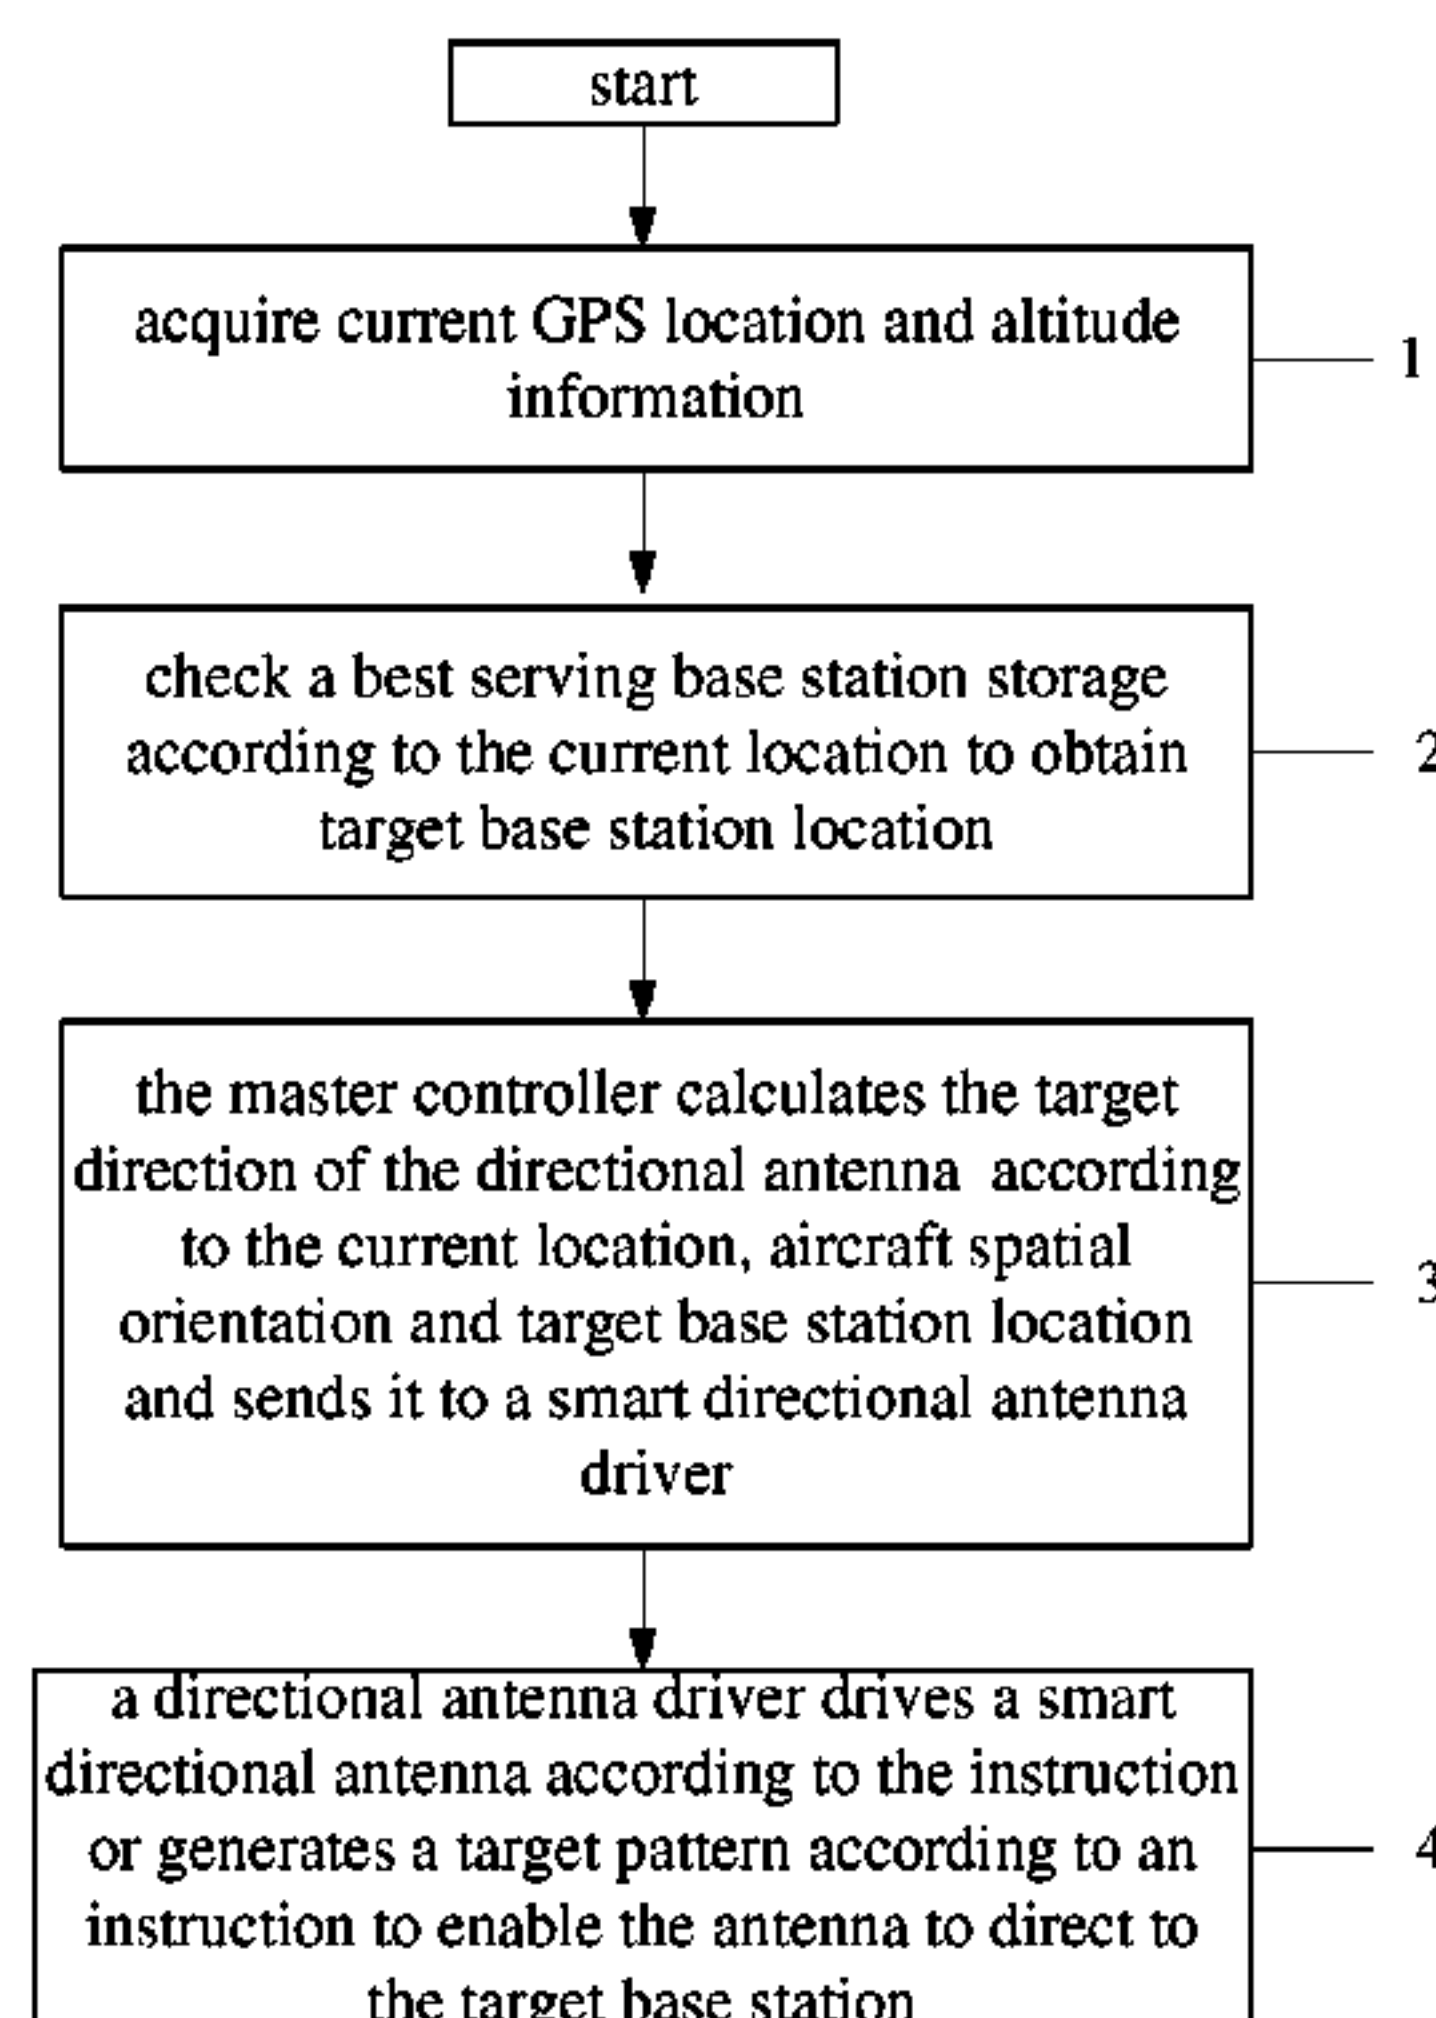 start
acquire current GPS location and altitude
information
1
check a best serving base station storage
according to the current location to obtain
target base station location
2
the master controller calculates the target
direction of the directional antenna according
to the current location, aircraft spatial
orientation and target base station location
and sends it to a smart directional antenna
driver
3
a directional antenna driver drives a smart
directional antenna according to the instruction
or generates a target pattern according to an
instruction to enable the antenna to direct to
the target base station
4